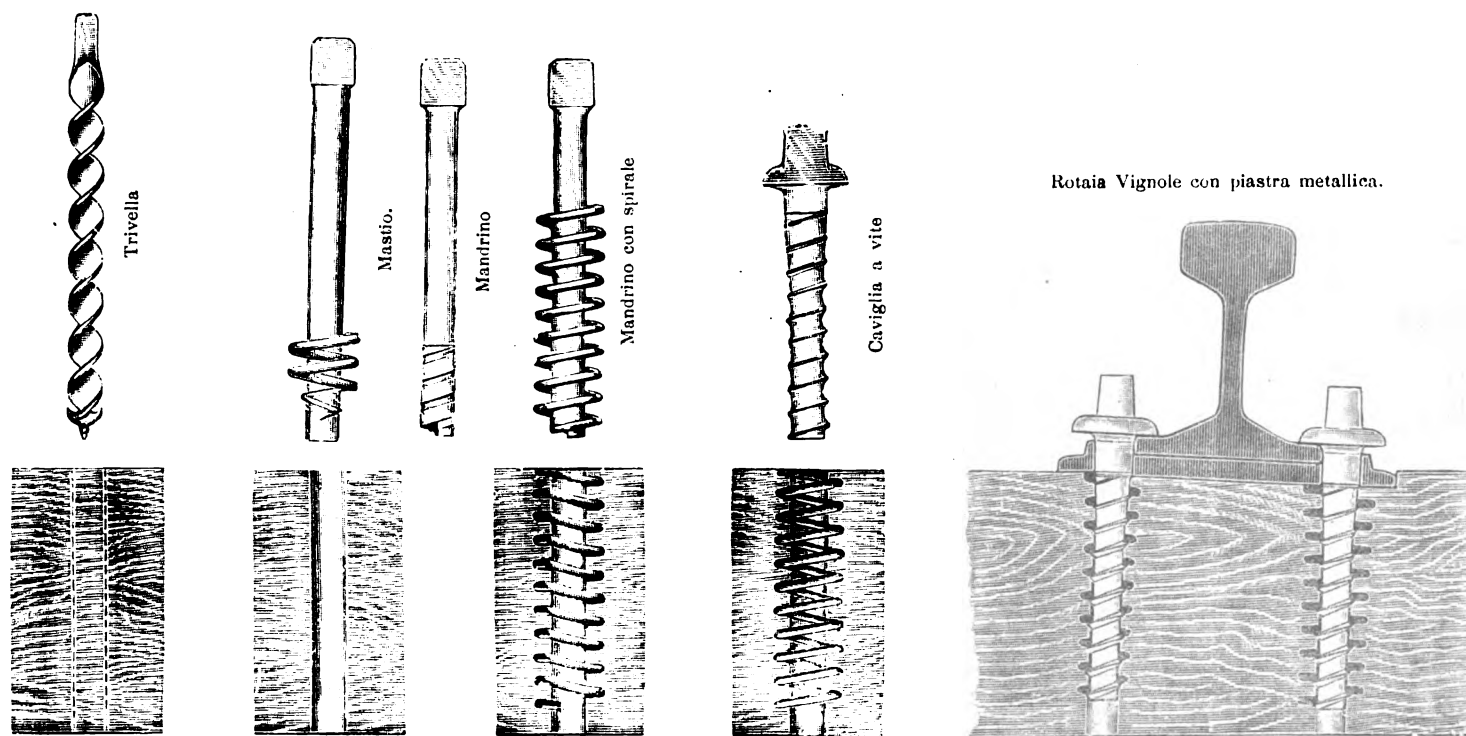 Trivella
Mastio.
Mandrino
Mandrino con spirale
Caviglia a vite
Rotaia Vignole con piastra metallica.